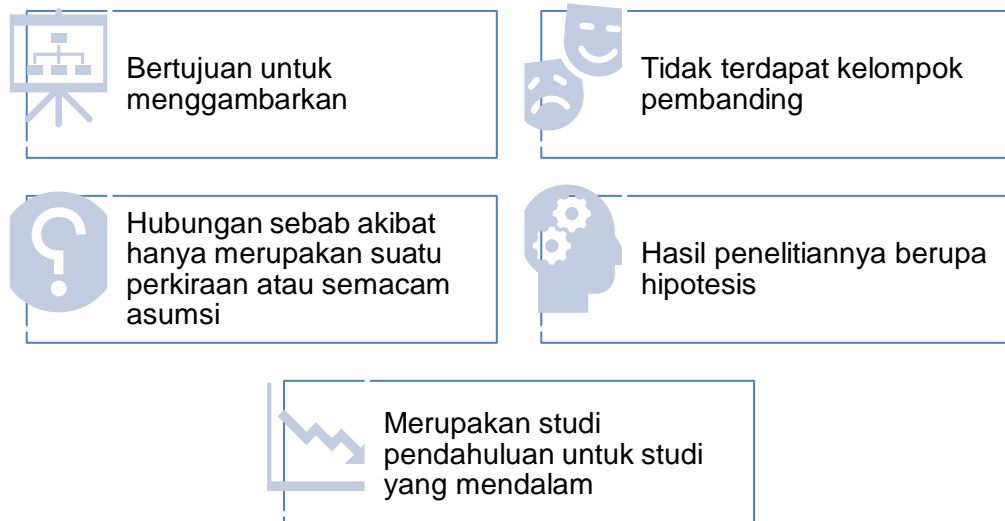 Bertujuan untuk
menggambarkan
Tidak terdapat kelompok
pembanding
Hubungan sebab akibat
hanya merupakan suatu
perkiraan atau semacam
asumsi
Hasil penelitiannya berupa
hipotesis
Merupakan studi
pendahuluan untuk studi
yang mendalam